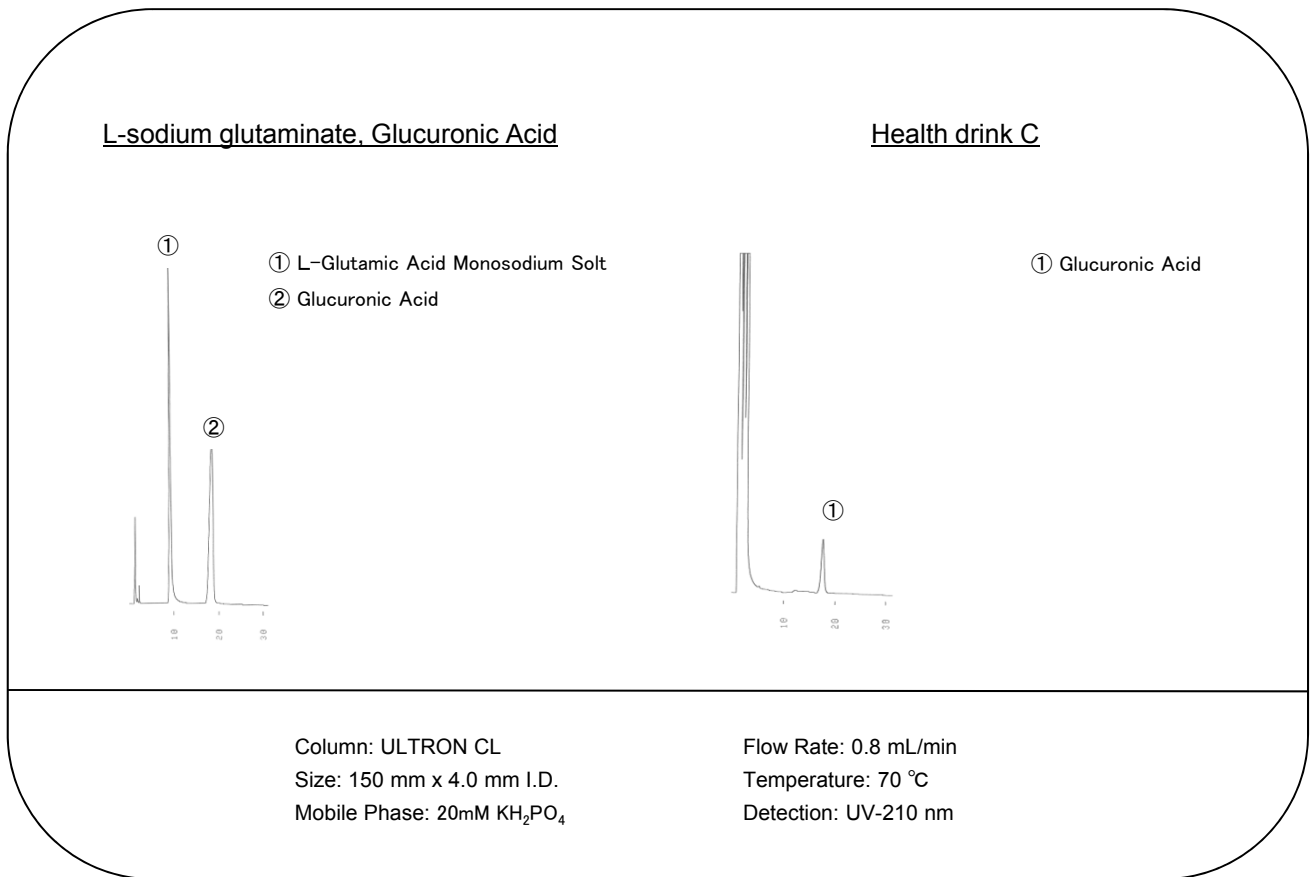 L-sodium glutaminate, Glucuronic Acid
Health drink C
①
① L-Glutamic Acid Monosodium Solt
② Glucuronic Acid
②
10 20 30
① Glucuronic Acid
①
10 20 30
Column: ULTRON CL
Size: 150 mm x 4.0 mm I.D.
Mobile Phase: 20mM KH₂PO₄
Flow Rate: 0.8 mL/min
Temperature: 70 ℃
Detection: UV-210 nm